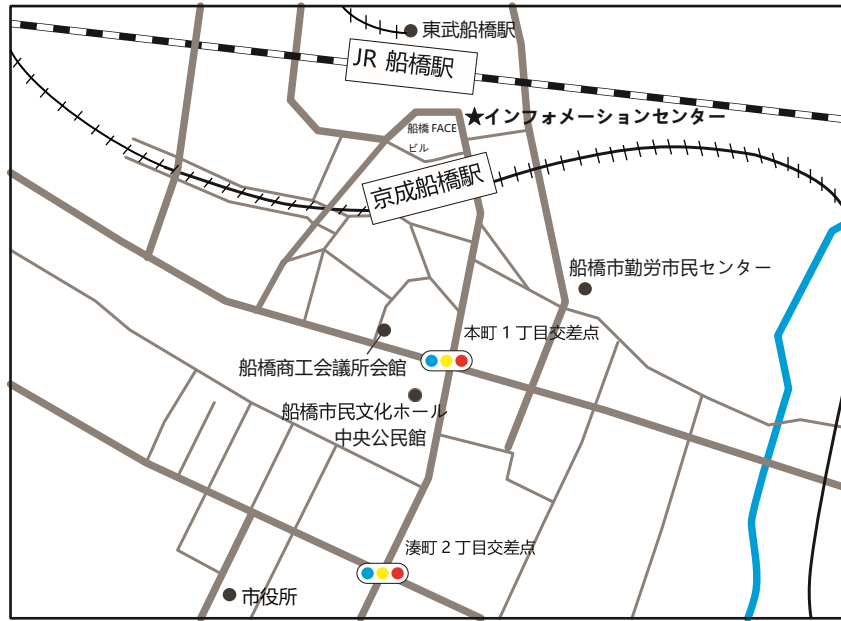 東武船橋駅
JR 船橋駅
★インフォメーションセンター
船橋 FACE
ビル
京成船橋駅
船橋市勤労市民センター
本町 1 丁目交差点
船橋商工会議所会館
船橋市民文化ホール
中央公民館
湊町 2 丁目交差点
市役所